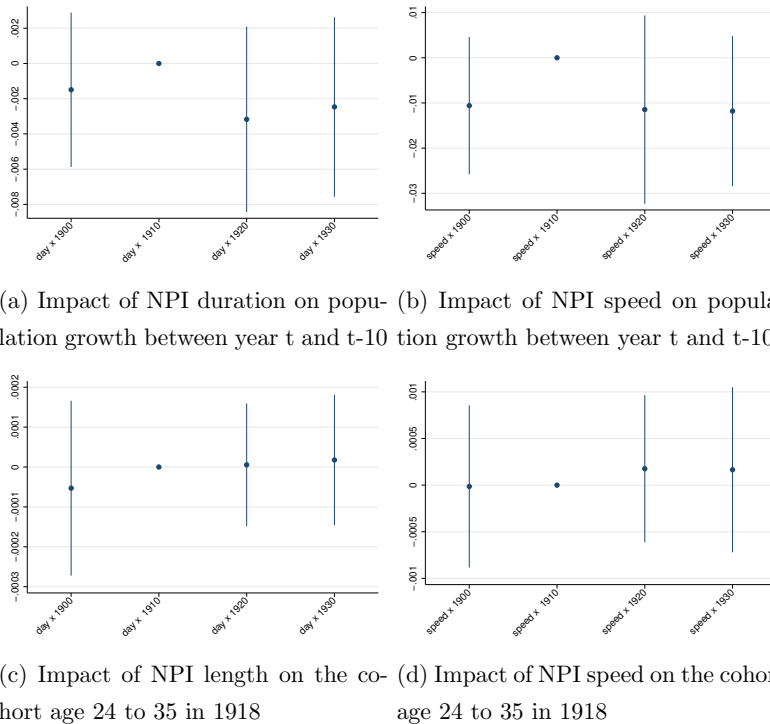 .002
0
-.002
-.004
-.006
-.008
day x 1900
day x 1910
day x 1920
day x 1930
.01
0
-.01
-.02
-.03
speed x 1900
speed x 1910
speed x 1920
speed x 1930
(a) Impact of NPI duration on popu-
lation growth between year t and t-10
(b) Impact of NPI speed on popula
tion growth between year t and t-10
.0002
.0001
0
-.0001
-.0002
-.0003
day x 1900
day x 1910
day x 1920
day x 1930
.001
.0005
0
-.0005
-.001
speed x 1900
speed x 1910
speed x 1920
speed x 1930
(c) Impact of NPI length on the co-
hort age 24 to 35 in 1918
(d) Impact of NPI speed on the cohor
age 24 to 35 in 1918